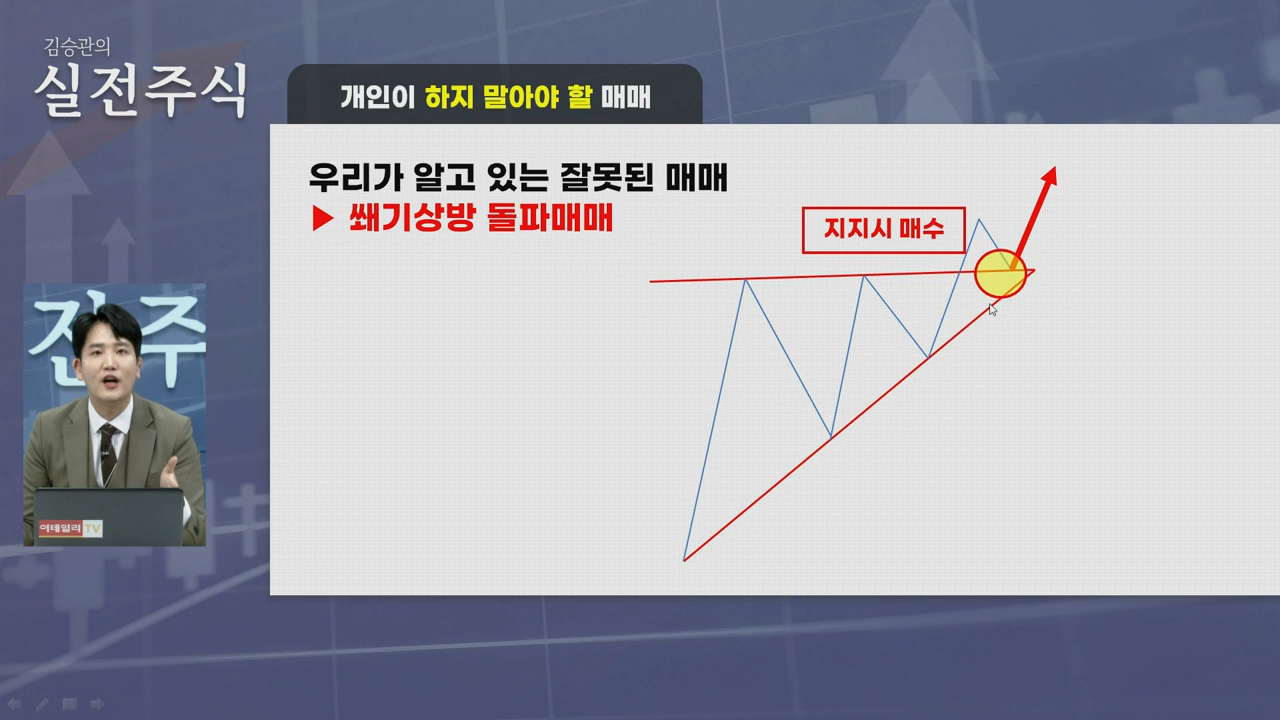 김승관의
실전주식
개인이 하지 말아야 할 매매
우리가 알고 있는 잘못된 매매
▶ 쐐기상방 돌파매매
지지시 매수
전주
이데일리TV